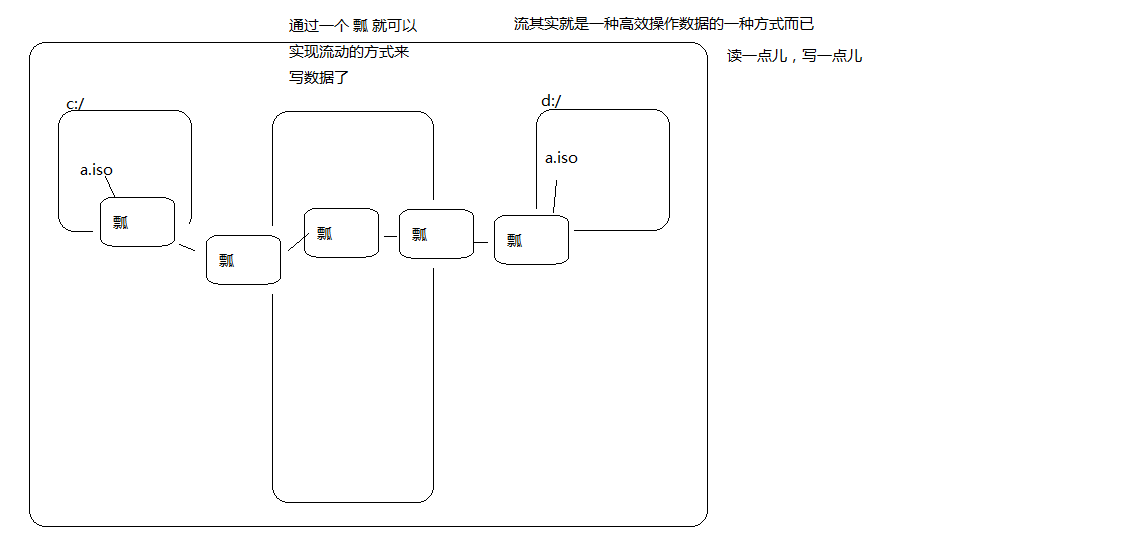 通过一个 瓢 就可以
实现流动的方式来
写数据了
流其实就是一种高效操作数据的一种方式而已
读一点儿，写一点儿
c:/
d:/
a.iso
a.iso
瓢
瓢
瓢
瓢
瓢